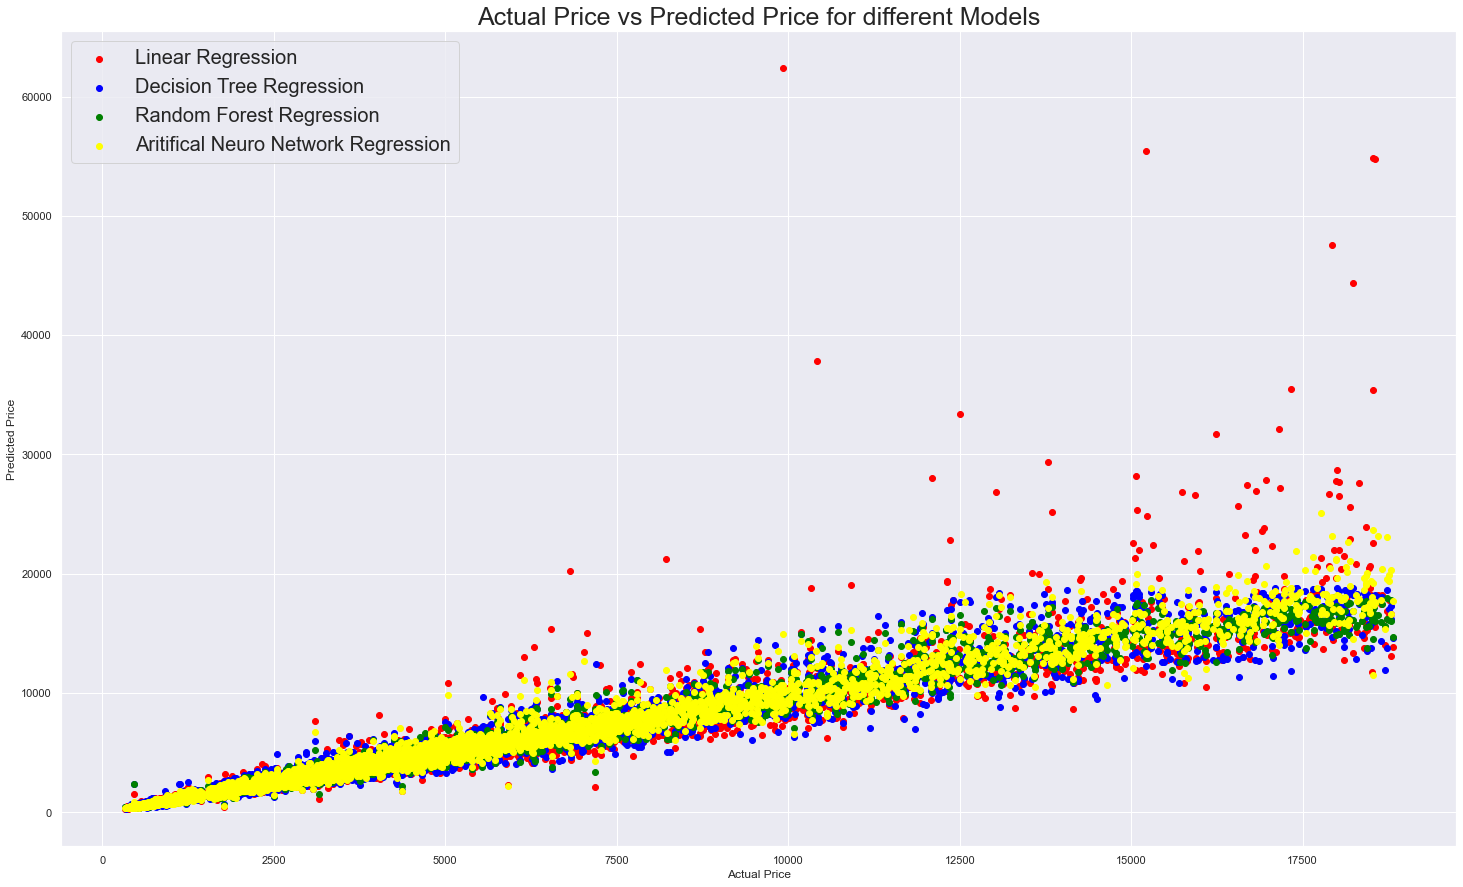 Actual Price vs Predicted Price for different Models
Linear Regression
Decision Tree Regression
Random Forest Regression
Aritifical Neuro Network Regression
60000
50000
40000
30000
20000
10000
0
Predicted Price
0 2500 5000 7500 10000 12500 15000 17500
Actual Price